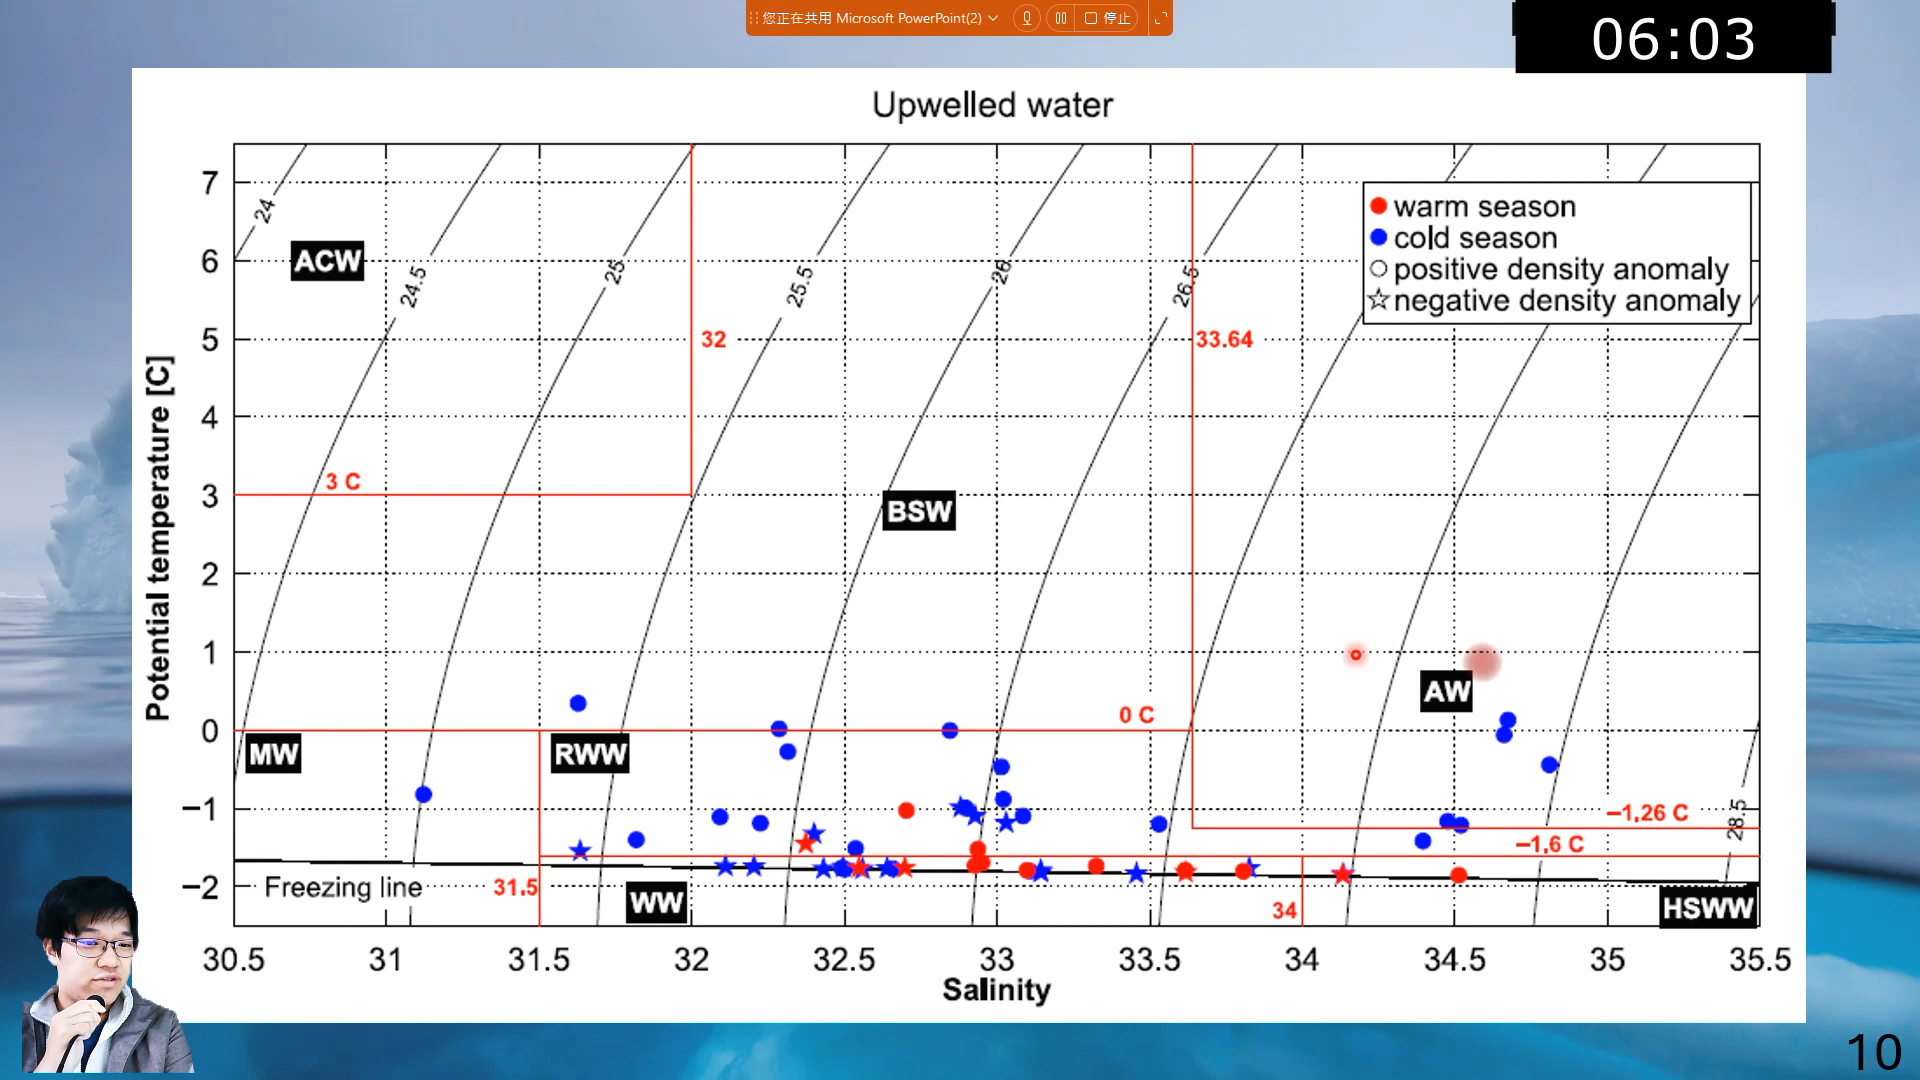 您正在共用 Microsoft PowerPoint(2)
停止
06:03
Upwelled water
7
6
5
4
3
2
1
0
−1
−2
Potential temperature [C]
24
24.5
25
25.5
26
26.5
28.5
ACW
32
33.64
warm season
cold season
positive density anomaly
negative density anomaly
3 C
BSW
AW
0 C
MW
RWW
−1,26 C
−1,6 C
Freezing line
31.5
WW
34
HSWW
30.5 31 31.5 32 32.5 33 33.5 34 34.5 35 35.5
Salinity
10